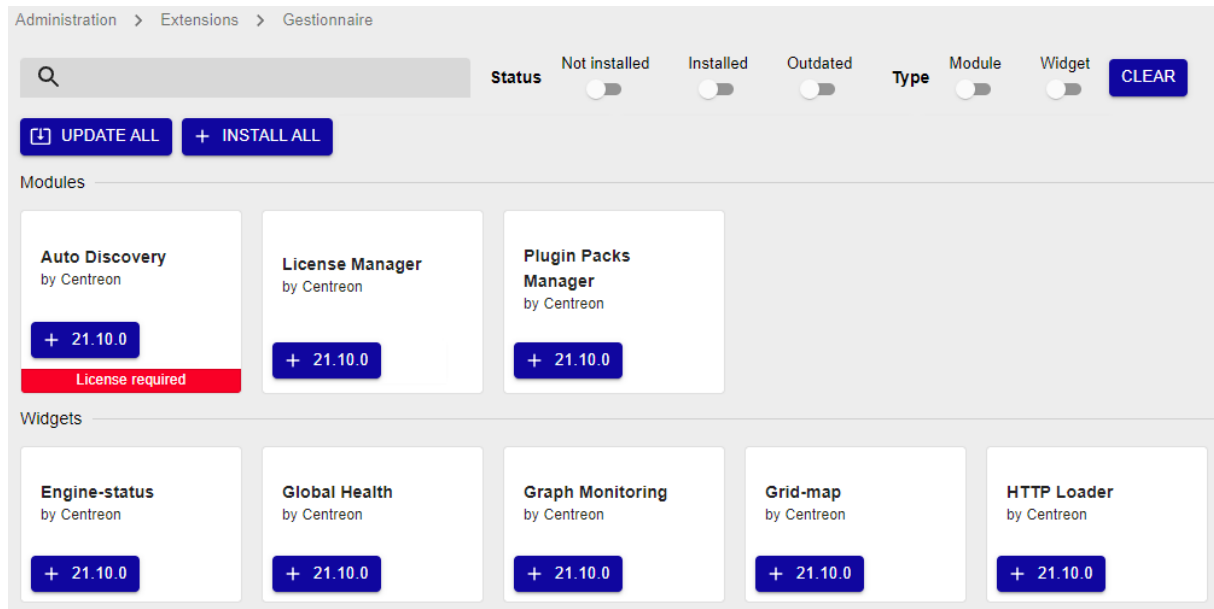 Administration > Extensions > Gestionnaire
Status Not installed Installed Outdated Type Module Widget CLEAR
UPDATE ALL + INSTALL ALL
Modules
Auto Discovery
by Centreon
+ 21.10.0
License required
License Manager
by Centreon
+ 21.10.0
Plugin Packs
Manager
by Centreon
+ 21.10.0
Widgets
Engine-status
by Centreon
+ 21.10.0
Global Health
by Centreon
+ 21.10.0
Graph Monitoring
by Centreon
+ 21.10.0
Grid-map
by Centreon
+ 21.10.0
HTTP Loader
by Centreon
+ 21.10.0